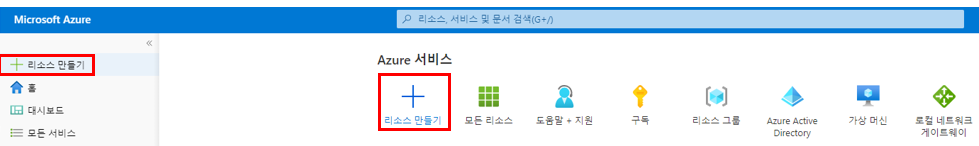 Microsoft Azure
리소스, 서비스 및 문서 검색(G+/)
«
리소스 만들기
홈
대시보드
모든 서비스
Azure 서비스
리소스 만들기
모든 리소스
도움말 + 지원
구독
리소스 그룹
Azure Active
Directory
가상 머신
로컬 네트워크
게이트웨이